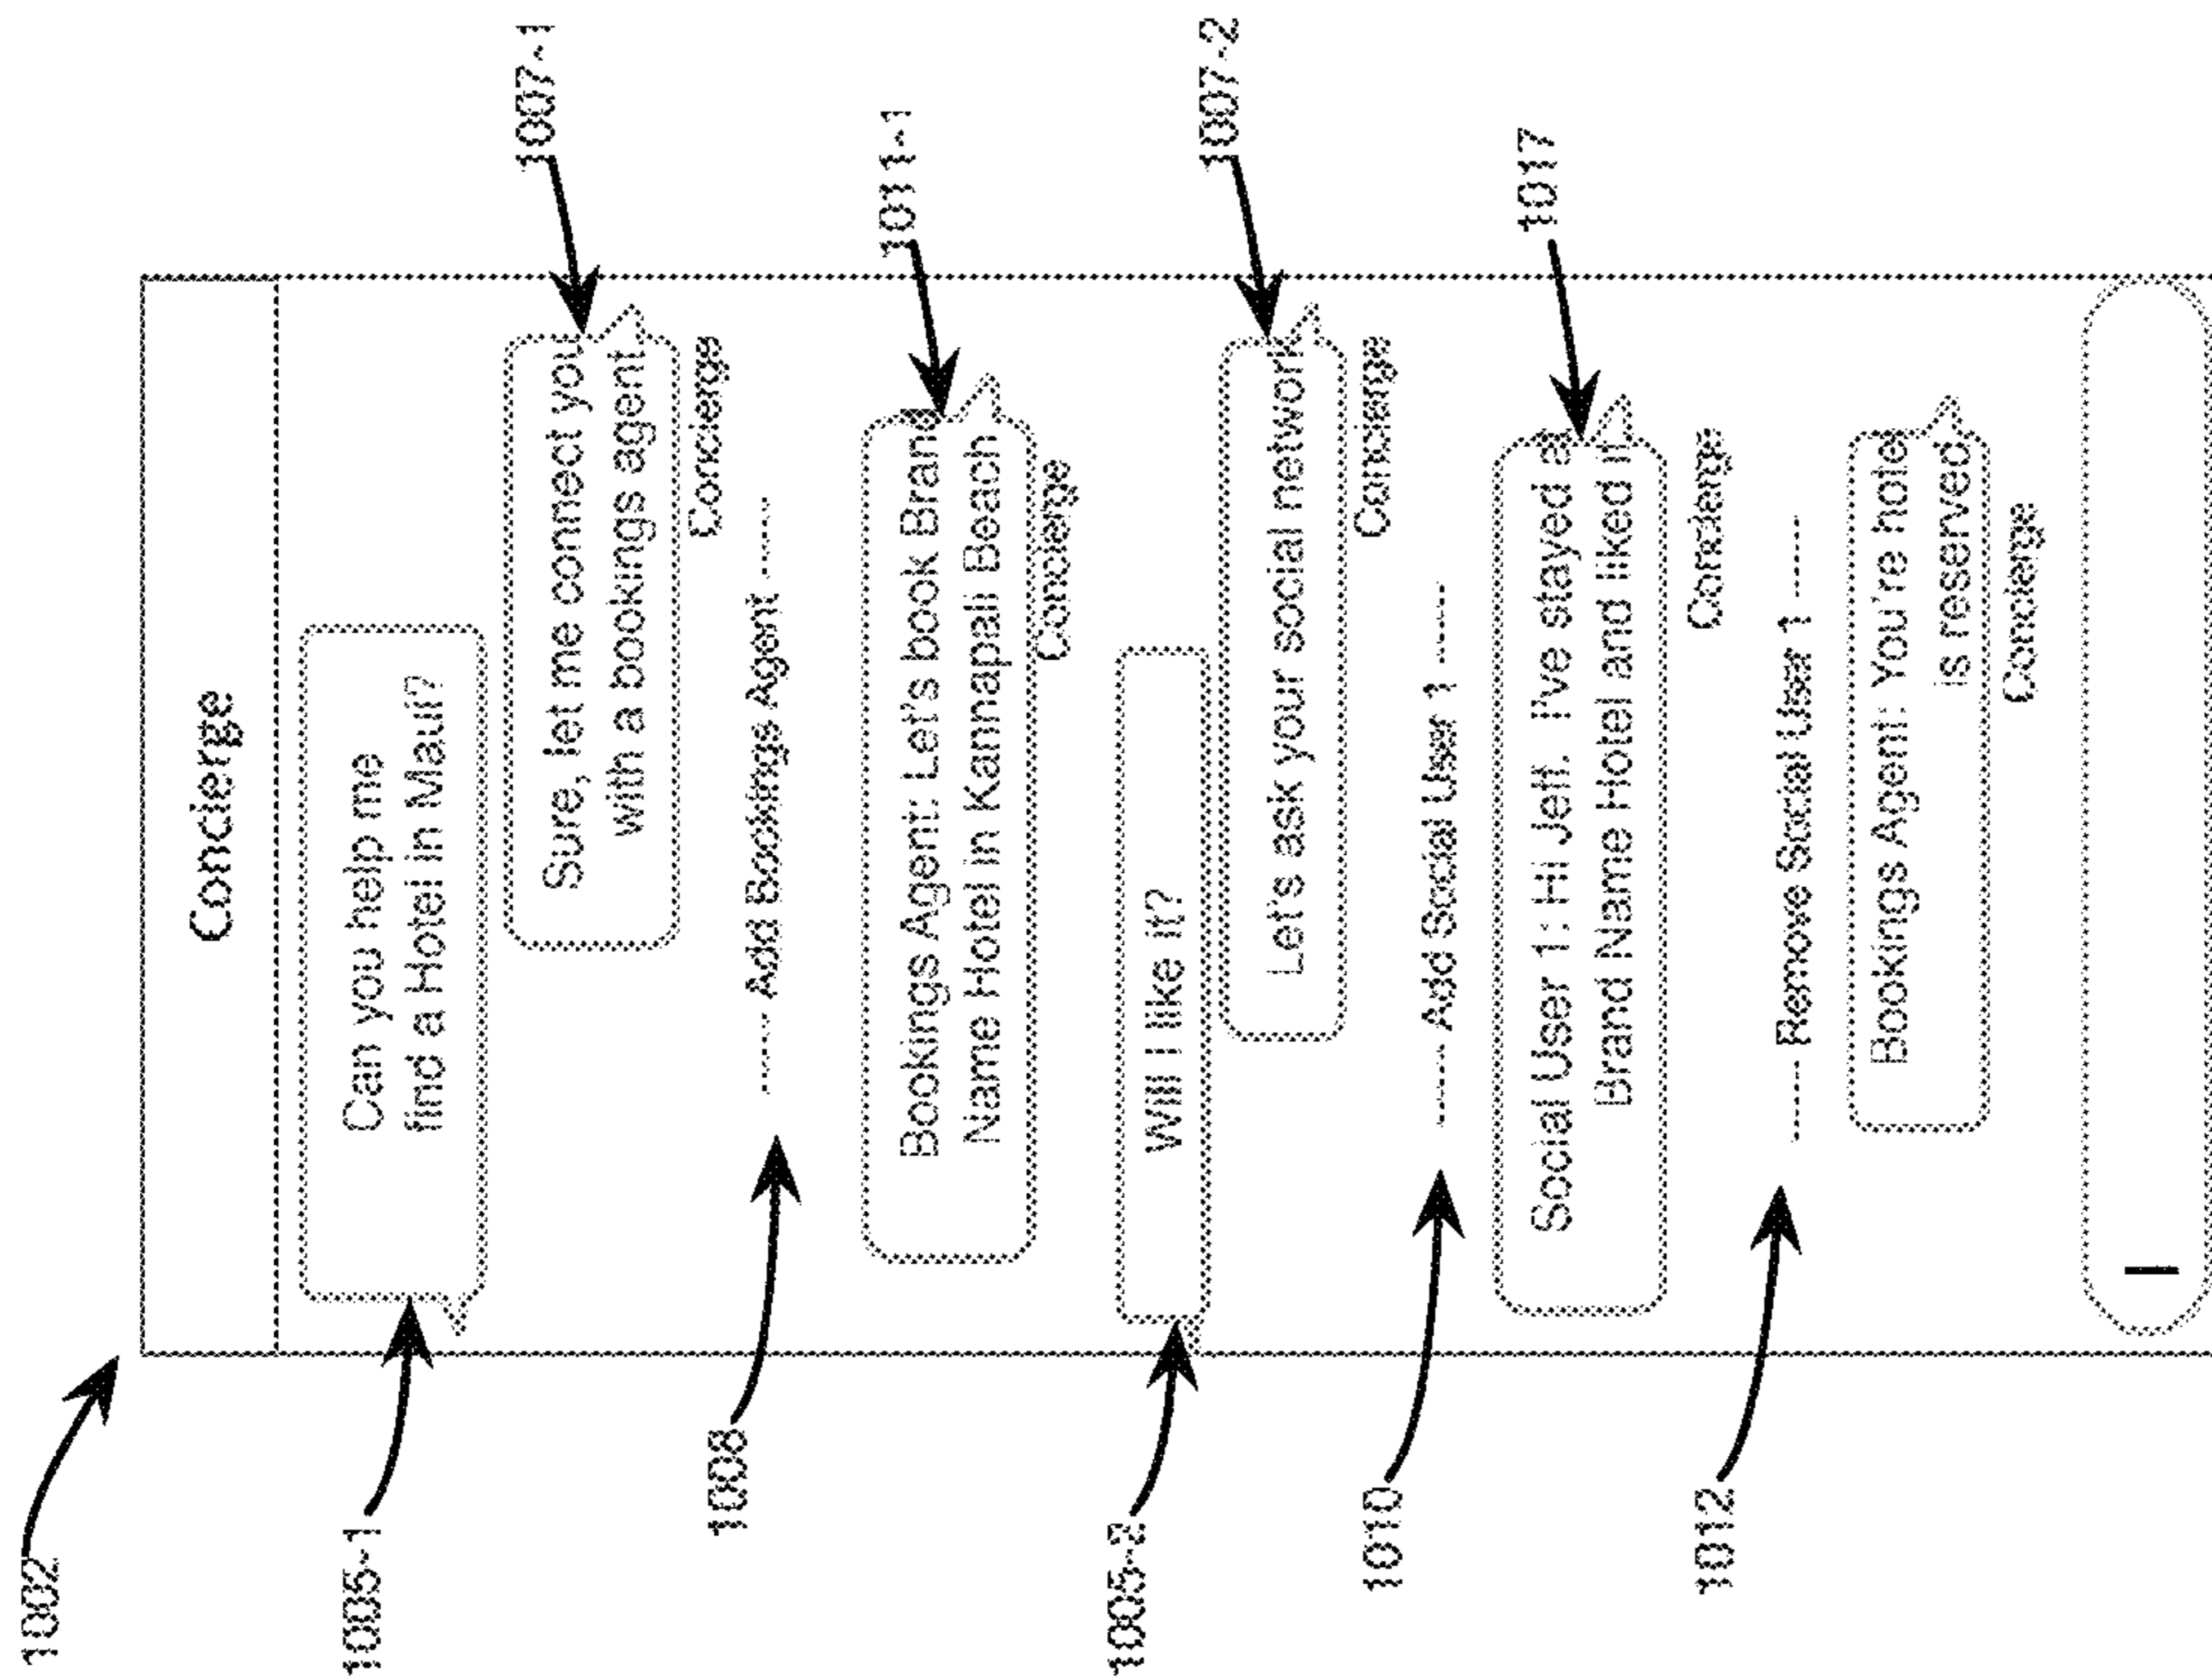 1002
Concierge
1005-1
Can you help me
find a Hotel in Maui?
1007-1
Sure, let me connect you
with a bookings agent.
Concierge
1008
----- Add Bookings Agent -----
1011-1
Bookings Agent: Let's book Brand
Name Hotel in Kannapali Beach
Concierge
1005-2
Will I like it?
1007-2
Let's ask your social network
Concierge
1010
----- Add Social User 1 -----
1017
Social User 1: Hi Jeff. I've stayed at
Brand Name Hotel and liked it
Concierge
1012
------ Remove Social User 1 ------
Bookings Agent: You're hotel
is reserved
Concierge